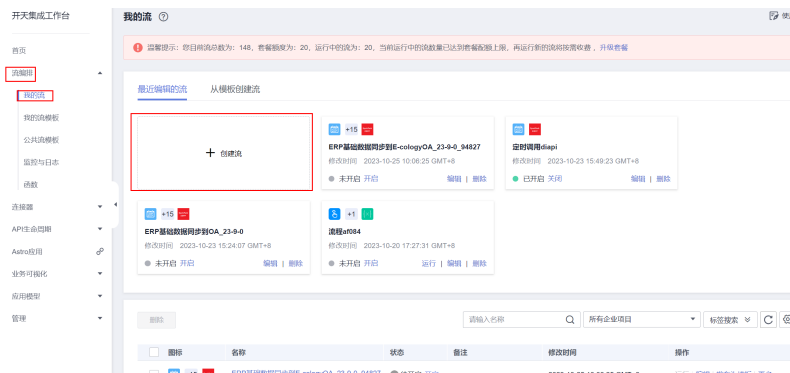 开天集成工作台
我的流
首页
温馨提示：您目前流总数为：148，套餐额度为：20，运行中的流为：20，当前运行中的流数量已达到套餐配额上限，再运行新的流将按需收费，升级套餐
流编排
我的流
我的流模板
公共流模板
监控与日志
函数
连接器
API生命周期
Astro应用
业务可视化
应用模型
管理
最近编辑的流 从模板创建流
+ 创建流
+15
ERP基础数据同步到E-cologyOA_23-9-0_94827
修改时间 2023-10-25 10:06:25 GMT+8
未开启 开启 编辑 | 删除
定时调用diapi
修改时间 2023-10-23 15:49:23 GMT+8
已开启 关闭 编辑 | 删除
+15
ERP基础数据同步到OA_23-9-0
修改时间 2023-10-23 15:24:07 GMT+8
未开启 开启 编辑 | 删除
+1
流程af084
修改时间 2023-10-20 17:27:31 GMT+8
未开启 开启 运行 | 编辑 | 删除
删除 请输入名称 所有企业项目 标签搜索
图标 名称 状态 备注 修改时间 操作